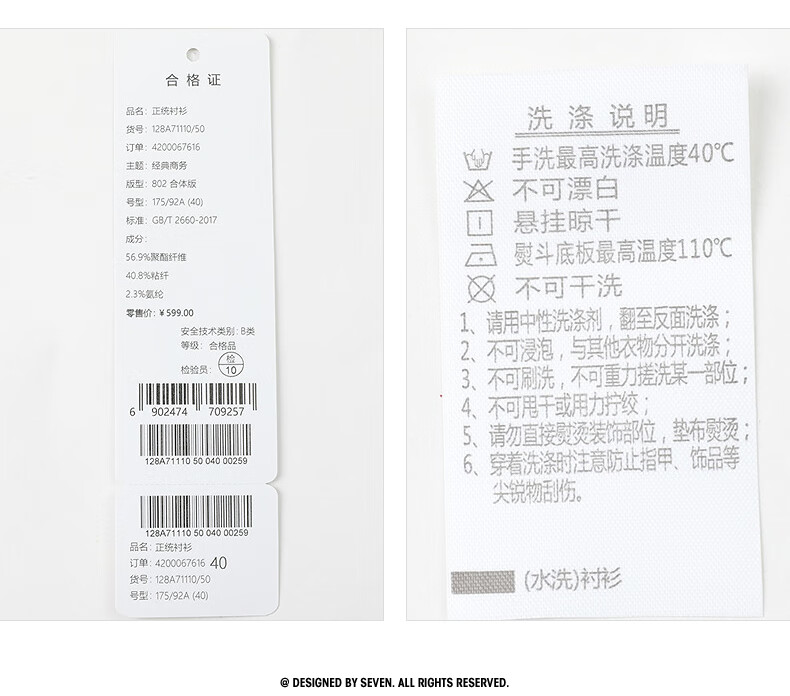 合格证
品名：正统衬衫
货号：128A71110/50
订单：4200067616
主题：经典商务
版型：802 合体版
号型：175/92A (40)
标准：GB/T 2660-2017
成分：
56.9%聚酯纤维
40.8%粘纤
2.3%氨纶
零售价：¥599.00
安全技术类别：B类
等级：合格品
检验员：检 10
6 902474 709257
128A71110 50 040 00259
128A71110 50 040 00259
品名：正统衬衫
订单：4200067616 40
货号：128A71110/50
号型：175/92A (40)
洗涤说明
手洗最高洗涤温度40℃
不可漂白
悬挂晾干
熨斗底板最高温度110℃
不可干洗
1、请用中性洗涤剂，翻至反面洗涤；
2、不可浸泡，与其他衣物分开洗涤；
3、不可刷洗，不可重力搓洗某一部位；
4、不可甩干或用力拧绞；
5、请勿直接熨烫装饰部位，垫布熨烫；
6、穿着洗涤时注意防止指甲、饰品等
尖锐物刮伤。
(水洗)衬衫
@ DESIGNED BY SEVEN. ALL RIGHTS RESERVED.